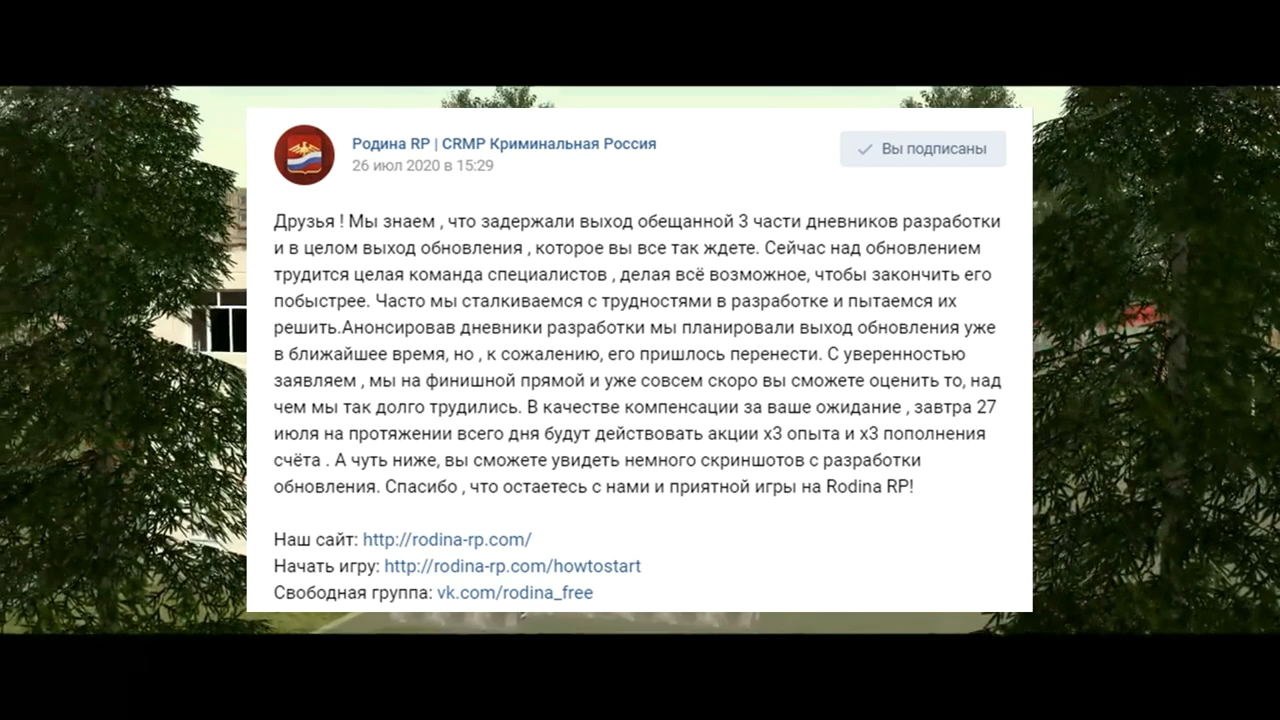 Родина RP | CRMP Криминальная Россия
26 июл 2020 в 15:29
Вы подписаны
Друзья ! Мы знаем , что задержали выход обещанной 3 части дневников разработки
и в целом выход обновления , которое вы все так ждете. Сейчас над обновлением
трудится целая команда специалистов , делая всё возможное, чтобы закончить его
побыстрее. Часто мы сталкиваемся с трудностями в разработке и пытаемся их
решить.Анонсировав дневники разработки мы планировали выход обновления уже
в ближайшее время, но , к сожалению, его пришлось перенести. С уверенностью
заявляем , мы на финишной прямой и уже совсем скоро вы сможете оценить то, над
чем мы так долго трудились. В качестве компенсации за ваше ожидание , завтра 27
июля на протяжении всего дня будут действовать акции x3 опыта и x3 пополнения
счёта . А чуть ниже, вы сможете увидеть немного скриншотов с разработки
обновления. Спасибо , что остаетесь с нами и приятной игры на Rodina RP!
Наш сайт: http://rodina-rp.com/
Начать игру: http://rodina-rp.com/howtostart
Свободная группа: vk.com/rodina_free